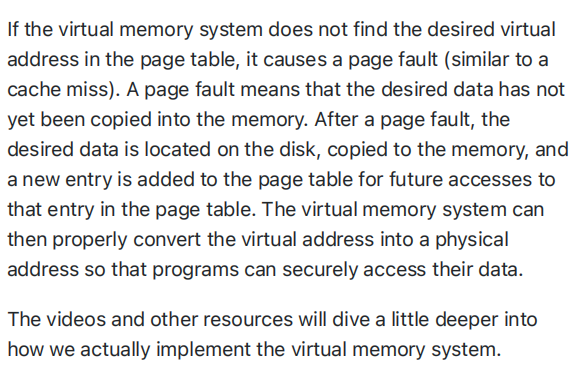 If the virtual memory system does not find the desired virtual
address in the page table, it causes a page fault (similar to a
cache miss). A page fault means that the desired data has not
yet been copied into the memory. After a page fault, the
desired data is located on the disk, copied to the memory, and
a new entry is added to the page table for future accesses to
that entry in the page table. The virtual memory system can
then properly convert the virtual address into a physical
address so that programs can securely access their data.
The videos and other resources will dive a little deeper into
how we actually implement the virtual memory system.